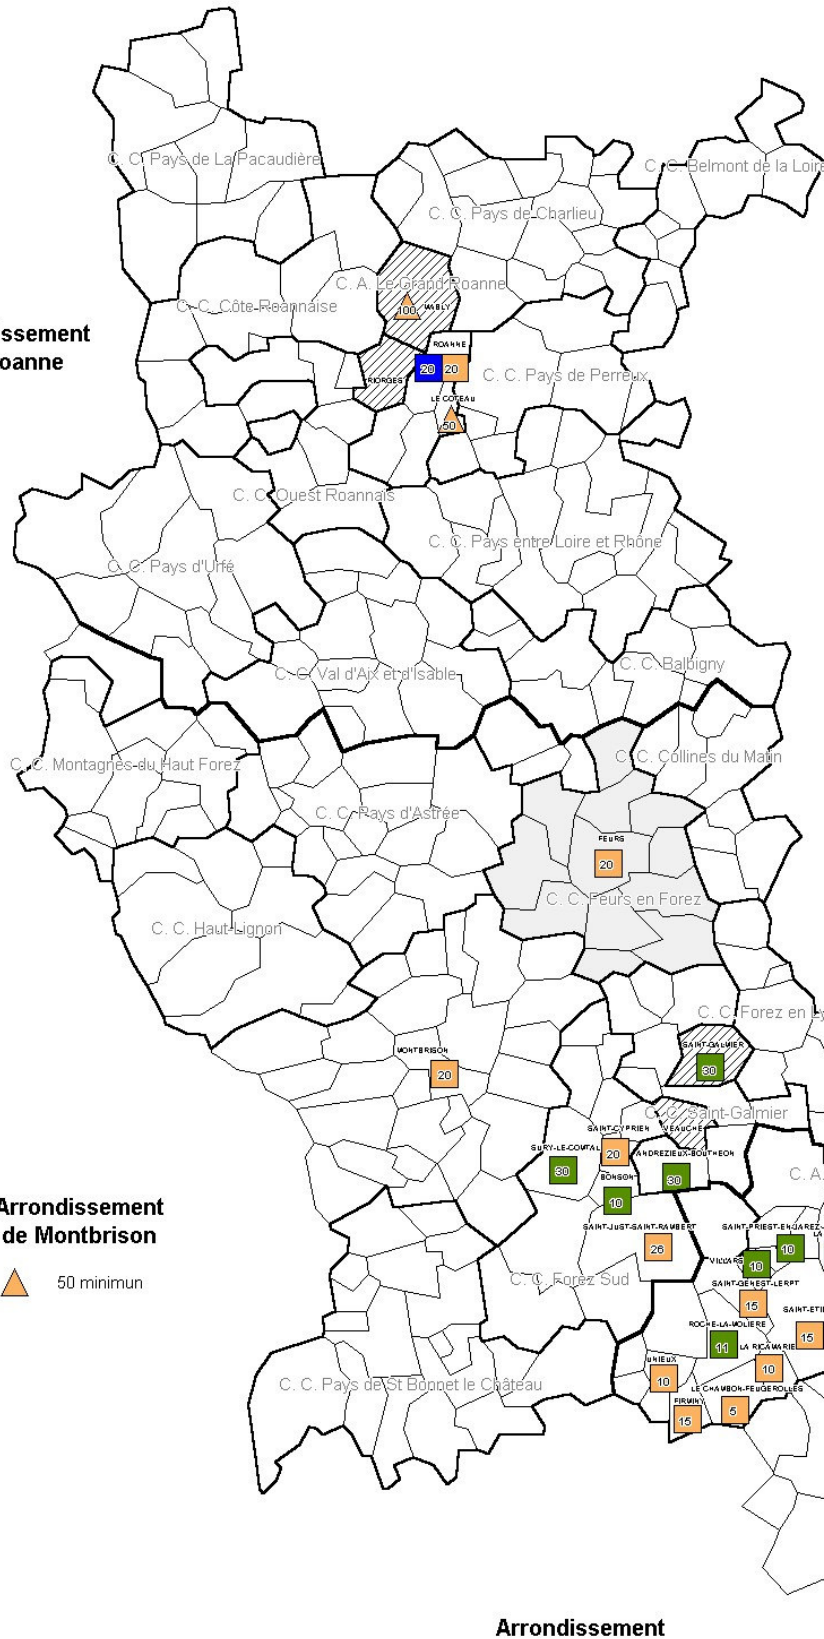 C. C. Pays de La Pacaudière
C. C. Belmont de la Loire
C. C. Pays de Charlieu
C. A. Le Grand Roanne
C. C. Côte Roannaise
100
MABLY
issement
oanne
ROANNE
20
20
C. C. Pays de Perreux
RIORGES
LE COTEAU
50
C. C. Ouest Roannais
C. C. Pays entre Loire et Rhône
C. C. Pays d'Urfé
C. C. Balbigny
C. C. Val d'Aix et d'Isable
C. C. Collines du Matin
C. C. Montagnes du Haut Forez
C. C. Pays d'Astrée
FEURS
20
C. C. Feurs en Forez
C. C. Haut-Lignon
C. C. Forez en Ly
SAINT-GALMIER
30
MONTBRISON
20
C. C. Saint-Galmier
SAINT-CYPRIEN
VEAUCHE
SURY-LE-COMTAL
20
ANDREZIEUX-BOUTHEON
30
BONSON
30
C. A.
10
Arrondissement
de Montbrison
SAINT-JUST-SAINT-RAMBERT
SAINT-PRIEST-EN-JAREZ
LA
26
10
VILLARS
10
50 minimun
C. C. Forez Sud
SAINT-GENEST-LERPT
15
SAINT-ETIE
ROCHE-LA-MOLIERE
15
11
LA RICAMARIE
UNIEUX
10
10
C. C. Pays de St Bonnet le Château
LE CHAMBON-FEUGEROLLES
FIRMINY
5
15
Arrondissement